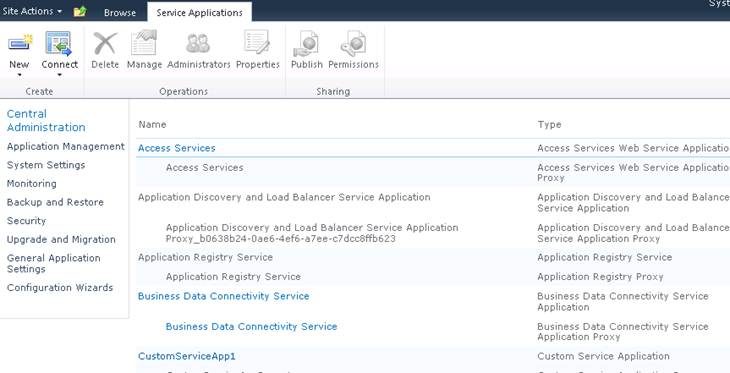 Site Actions Browse Service Applications Syst
New Connect Delete Manage Administrators Properties Publish Permissions
Create Operations Sharing
Central
Administration
Application Management
System Settings
Monitoring
Backup and Restore
Security
Upgrade and Migration
General Application
Settings
Configuration Wizards
Name Type
Access Services Access Services Web Service Applicatio
Access Services Access Services Web Service Applicatio
Proxy
Application Discovery and Load Balancer Service Application Application Discovery and Load Balance
Service Application
Application Discovery and Load Balancer Service Application Application Discovery and Load Balance
Proxy_b0638b24-0ae6-4ef6-a7ee-c7dcc8ffb623 Service Application Proxy
Application Registry Service Application Registry Service
Application Registry Service Application Registry Proxy
Business Data Connectivity Service Business Data Connectivity Service
Application
Business Data Connectivity Service Business Data Connectivity Service
Application Proxy
CustomServiceApp1 Custom Service Application